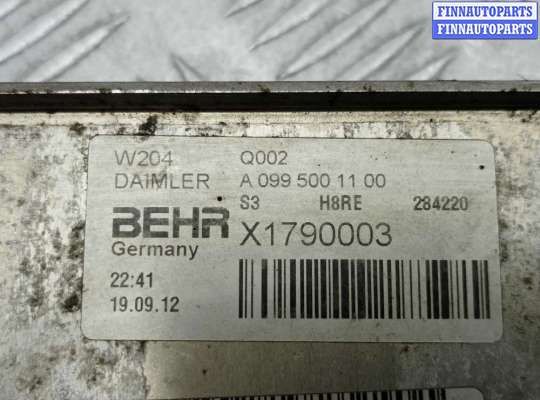 FINNAUTOPARTS
FINNAUTOPARTS
FINNAUTOPARTS
W204 Q002
DAIMLER A 099 500 11 00
S3 H8RE 284220
BEHR X1790003
Germany
22:41
19.09.12